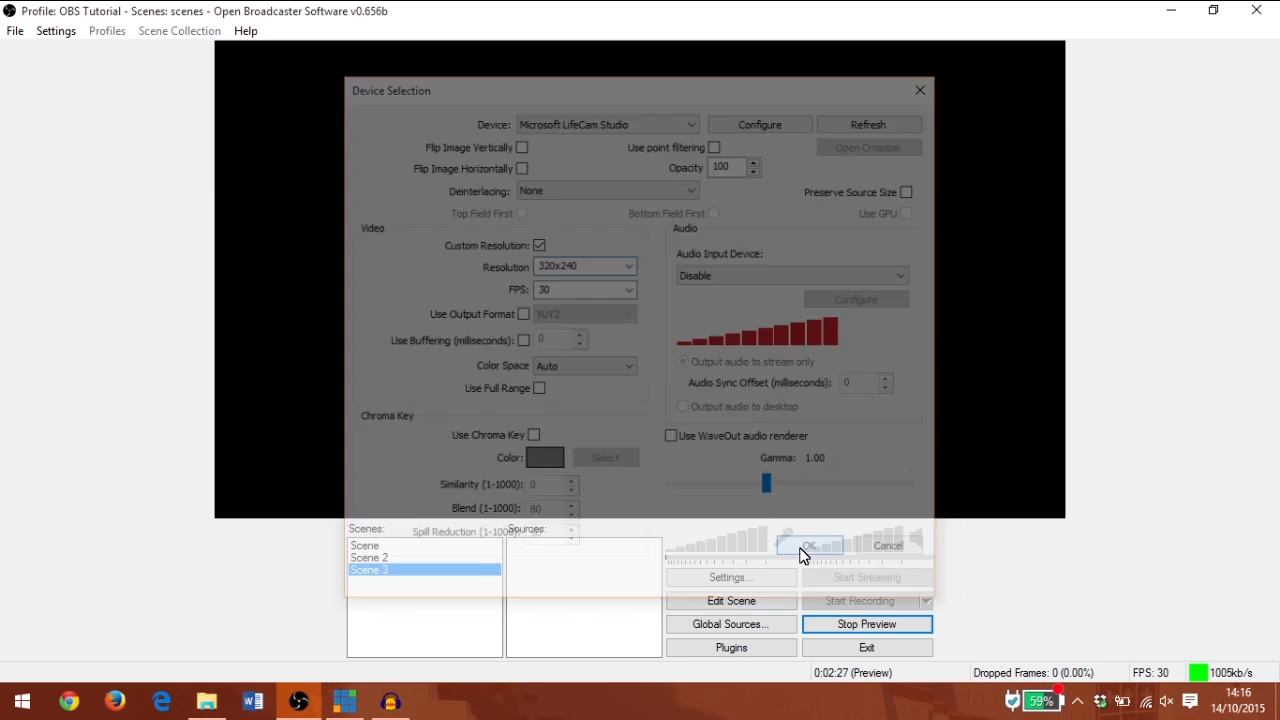 Profile: OBS Tutorial - Scenes: scenes - Open Broadcaster Software v0.656b
File Settings Profiles Scene Collection Help
Device Selection
Device: Microsoft LifeCam Studio Configure Refresh
Flip Image Vertically Use point filtering Open Crossbar
Flip Image Horizontally Opacity 100
Deinterlacing: None Preserve Source Size
Top Field First Bottom Field First Use GPU
Video Audio
Custom Resolution: Audio Input Device:
Resolution 320x240 Disable
FPS: 30 Configure
Use Output Format YUY2
Use Buffering (milliseconds): 0
Output audio to stream only
Color Space Auto
Audio Sync Offset (milliseconds): 0
Use Full Range
Output audio to desktop
Chroma Key
Use Chroma Key Use WaveOut audio renderer
Color: Select Gamma: 1.00
Similarity (1-1000): 0
Blend (1-1000): 80
Scenes: Spill Reduction (1-1000): Sources:
Scene OK Cancel
Scene 2
Scene 3
Settings... Start Streaming
Edit Scene Start Recording
Global Sources... Stop Preview
Plugins Exit
0:02:27 (Preview) Dropped Frames: 0 (0.00%) FPS: 30 1005kb/s
59% 14:16
14/10/2015